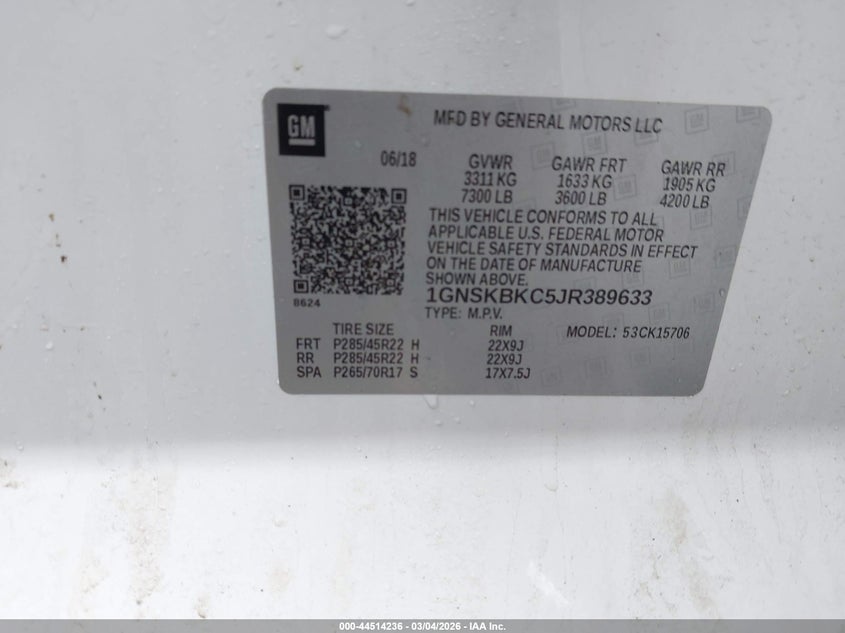 GM
MFD BY GENERAL MOTORS LLC
06/18 GVWR GAWR FRT GAWR RR
3311 KG 1633 KG 1905 KG
7300 LB 3600 LB 4200 LB
THIS VEHICLE CONFORMS TO ALL
APPLICABLE U.S. FEDERAL MOTOR
VEHICLE SAFETY STANDARDS IN EFFECT
ON THE DATE OF MANUFACTURE
SHOWN ABOVE.
8624
1GNSKBKC5JR389633
TYPE: M.P.V.
TIRE SIZE RIM MODEL: 53CK15706
FRT P285/45R22 H 22X9J
RR P285/45R22 H 22X9J
SPA P265/70R17 S 17X7.5J
000-44514236 - 03/04/2026 - IAA Inc.